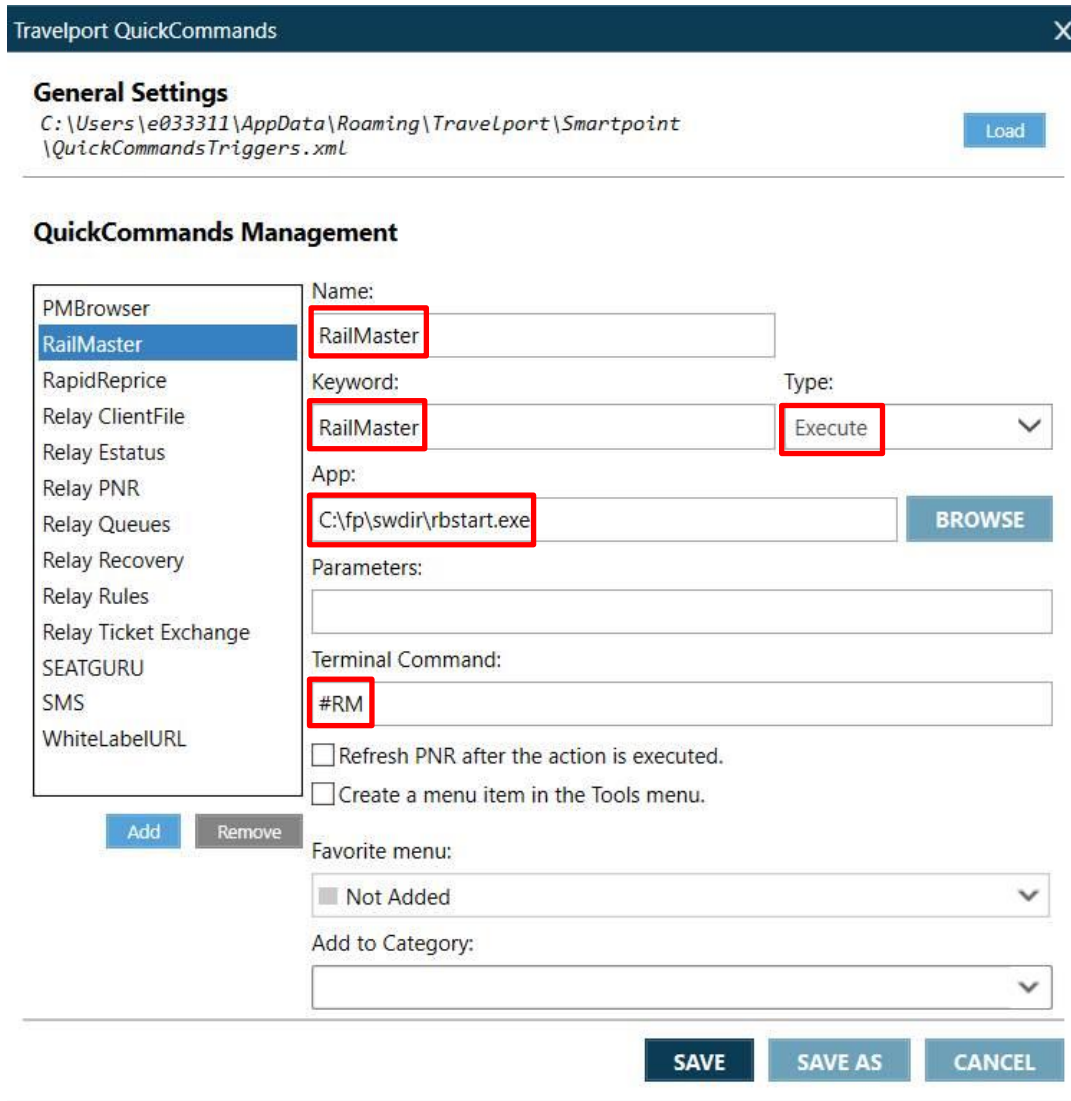 Travelport QuickCommands X
General Settings
C:\Users\e033311\AppData\Roaming\Travelport\Smartpoint
\QuickCommandsTriggers.xml
Load
QuickCommands Management
PMBrowser
RailMaster
RapidReprice
Relay ClientFile
Relay Estatus
Relay PNR
Relay Queues
Relay Recovery
Relay Rules
Relay Ticket Exchange
SEATGURU
SMS
WhiteLabelURL
Add Remove
Name:
RailMaster
Keyword: Type:
RailMaster Execute
App:
C:\fp\swdir\rbstart.exe BROWSE
Parameters:
Terminal Command:
#RM
Refresh PNR after the action is executed.
Create a menu item in the Tools menu.
Favorite menu:
Not Added
Add to Category:
SAVE SAVE AS CANCEL